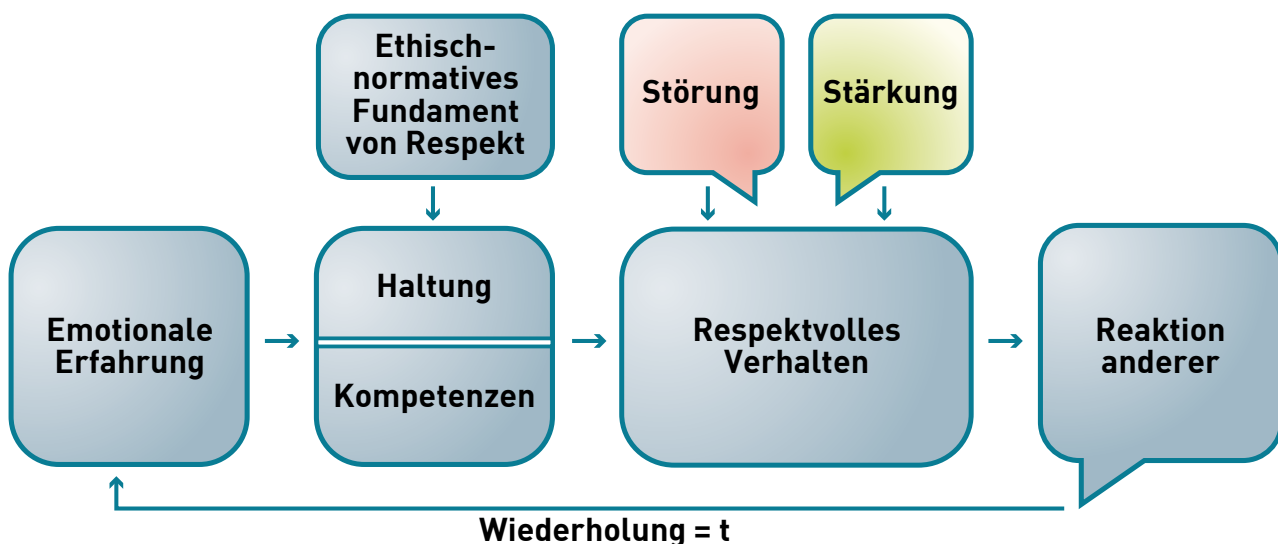 Ethisch-
normatives
Fundament
von Respekt
Störung
Stärkung
Emotionale
Erfahrung
Haltung
Kompetenzen
Respektvolles
Verhalten
Reaktion
anderer
Wiederholung = t